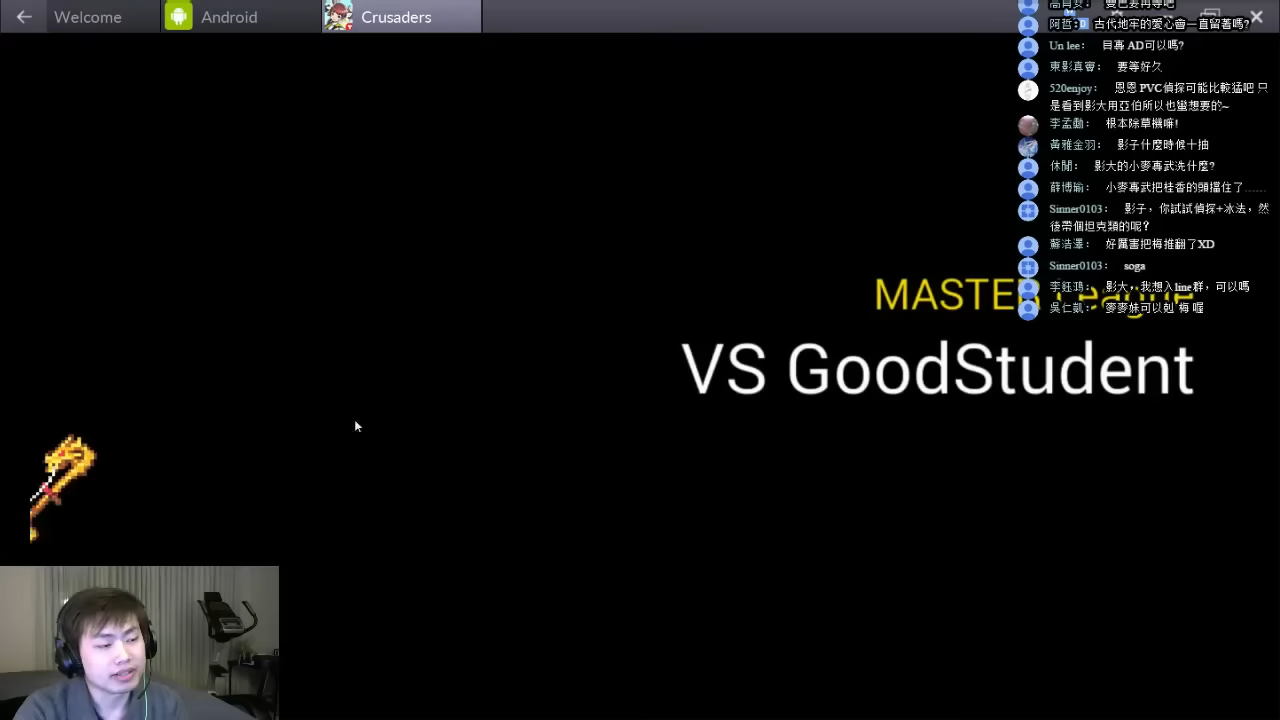 Welcome
Android
Crusaders
阿哲: 古代地牢的愛心會一直留著嗎?
Un lee: 目專 AD可以嗎?
東影真審: 要等好久
520enjoy: 恩恩 PVC偵探可能比較猛吧 只
是看到影大用亞伯所以也蠻想要的~
李孟勳: 根本除草機嘛!
黃雅金羽: 影子什麼時候十抽
休閒: 影大的小麥專武洗什麼?
薛博瑜: 小麥專武把桂香的頭擋住了......
Sinner0103: 影子，你試試偵探+冰法，然
後帶個坦克類的呢?
蘇浩澤: 好厲害把梅推翻了XD
Sinner0103: soga
李鈺鴻: 影大，我想入line群，可以嗎
吳仁凱: 麥麥妹可以剋 梅 喔
MASTER League
VS GoodStudent